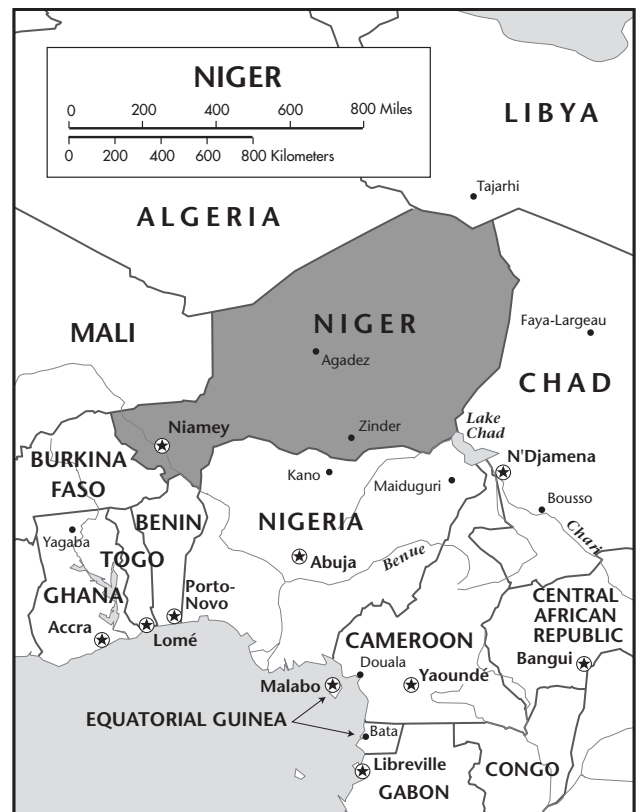 NIGER
0 200 400 600 800 Miles
0 200 400 600 800 Kilometers
LIBYA
Tajarhi
ALGERIA
NIGER
MALI
Faya-Largeau
Agadez
CHAD
Lake
Chad
Zinder
Niamey
N'Djamena
BURKINA
FASO
Kano
Maiduguri
Bousso
BENIN
NIGERIA
Chari
Yagaba
TOGO
Abuja
Benue
GHANA
Porto-
Novo
CENTRAL
AFRICAN
REPUBLIC
Accra
Lomé
CAMEROON
Bangui
Douala
Malabo
Yaoundé
EQUATORIAL GUINEA
Bata
Libreville
CONGO
GABON